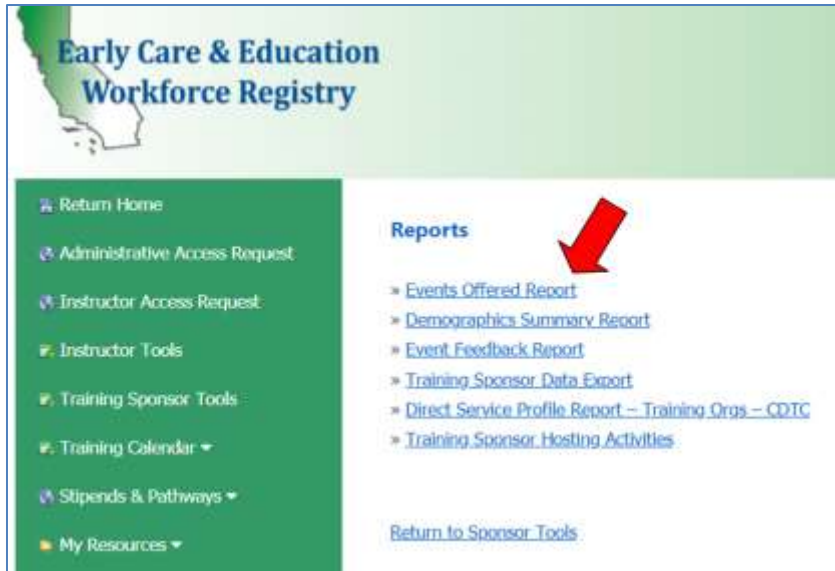 Early Care & Education
Workforce Registry
Return Home
Administrative Access Request
Instructor Access Request
Instructor Tools
Training Sponsor Tools
Training Calendar
Stipends & Pathways
My Resources
Reports
» Events Offered Report
» Demographics Summary Report
» Event Feedback Report
» Training Sponsor Data Export
» Direct Service Profile Report – Training Orgs – CDTC
» Training Sponsor Hosting Activities
Return to Sponsor Tools